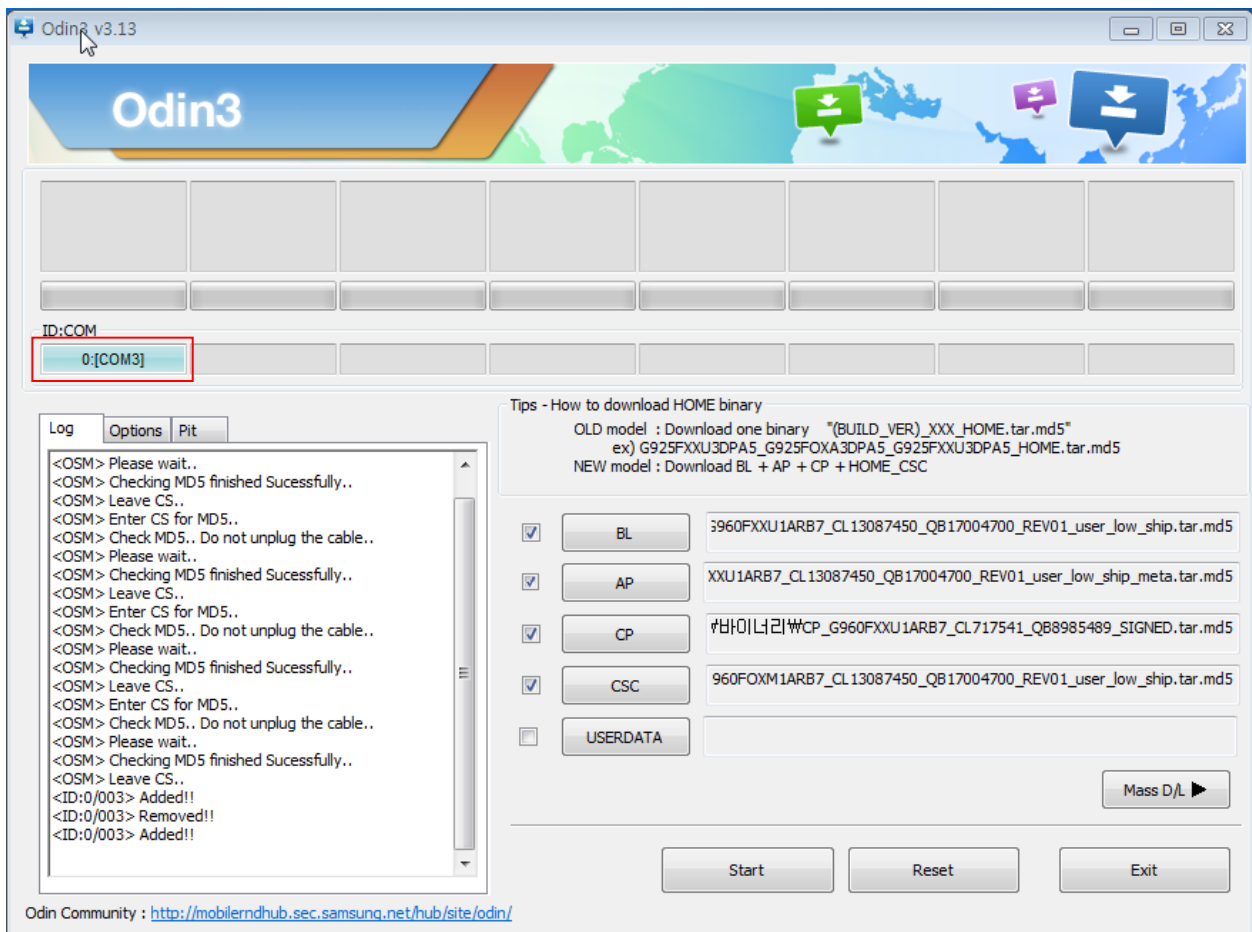 Odin3 v3.13
Odin3
ID:COM
0:[COM3]
Log
Options
Pit
<OSM> Please wait..
<OSM> Checking MD5 finished Sucessfully..
<OSM> Leave CS..
<OSM> Enter CS for MD5..
<OSM> Check MD5.. Do not unplug the cable..
<OSM> Please wait..
<OSM> Checking MD5 finished Sucessfully..
<OSM> Leave CS..
<OSM> Enter CS for MD5..
<OSM> Check MD5.. Do not unplug the cable..
<OSM> Please wait..
<OSM> Checking MD5 finished Sucessfully..
<OSM> Leave CS..
<OSM> Enter CS for MD5..
<OSM> Check MD5.. Do not unplug the cable..
<OSM> Please wait..
<OSM> Checking MD5 finished Sucessfully..
<OSM> Leave CS..
<ID:0/003> Added!!
<ID:0/003> Removed!!
<ID:0/003> Added!!
Tips - How to download HOME binary
OLD model : Download one binary "(BUILD_VER)_XXX_HOME.tar.md5"
ex) G925FXXU3DPA5_G925FOXA3DPA5_G925FXXU3DPA5_HOME.tar.md5"
NEW model : Download BL + AP + CP + HOME_CSC
BL
G960FXXU1ARB7_CL13087450_QB17004700_REV01_user_low_ship.tar.md5
AP
XXU1ARB7_CL13087450_QB17004700_REV01_user_low_ship_meta.tar.md5
CP
₩바이너리₩CP_G960FXXU1ARB7_CL717541_QB8985489_SIGNED.tar.md5
CSC
960FOXM1ARB7_CL13087450_QB17004700_REV01_user_low_ship.tar.md5
USERDATA
Mass D/L
Start
Reset
Exit
Odin Community : http://mobilerndhub.sec.samsung.net/hub/site/odin/